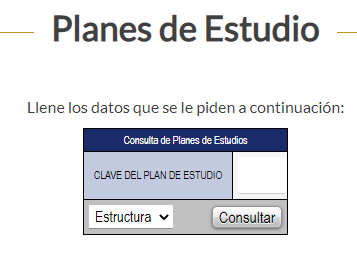 Planes de Estudio
Llene los datos que se le piden a continuación:
Consulta de Planes de Estudios
CLAVE DEL PLAN DE ESTUDIO
Estructura Consultar